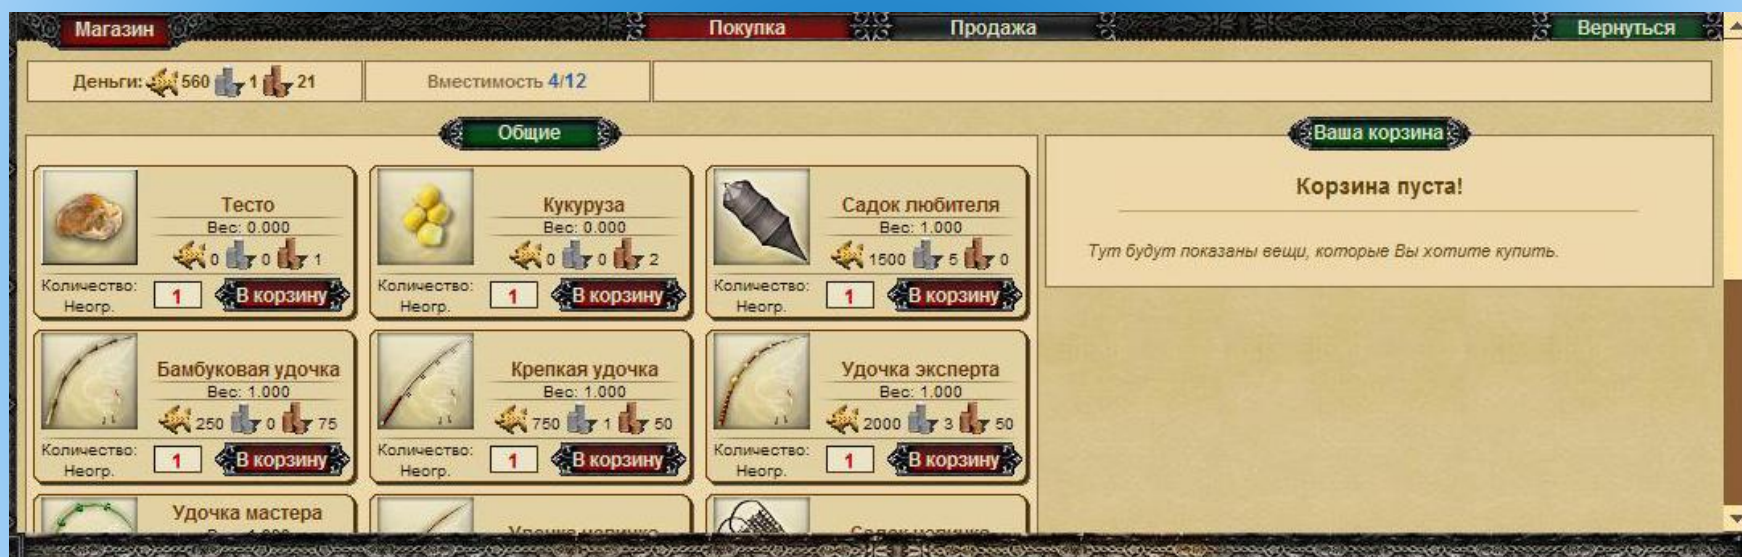 Магазин
Покупка
Продажа
Вернуться
Деньги: 560 1 21
Вместимость 4/12
Общие
Тесто
Вес: 0.000
0 0 1
Количество:
Неогр.
1
В корзину
Кукуруза
Вес: 0.000
0 0 2
Количество:
Неогр.
1
В корзину
Садок любителя
Вес: 1.000
1500 5 0
Количество:
Неогр.
1
В корзину
Бамбуковая удочка
Вес: 1.000
250 0 75
Количество:
Неогр.
1
В корзину
Крепкая удочка
Вес: 1.000
750 1 50
Количество:
Неогр.
1
В корзину
Удочка эксперта
Вес: 1.000
2000 3 50
Количество:
Неогр.
1
В корзину
Удочка мастера
Удочка новичка
Садок новичка
Ваша корзина
Корзина пуста!
Тут будут показаны вещи, которые Вы хотите купить.